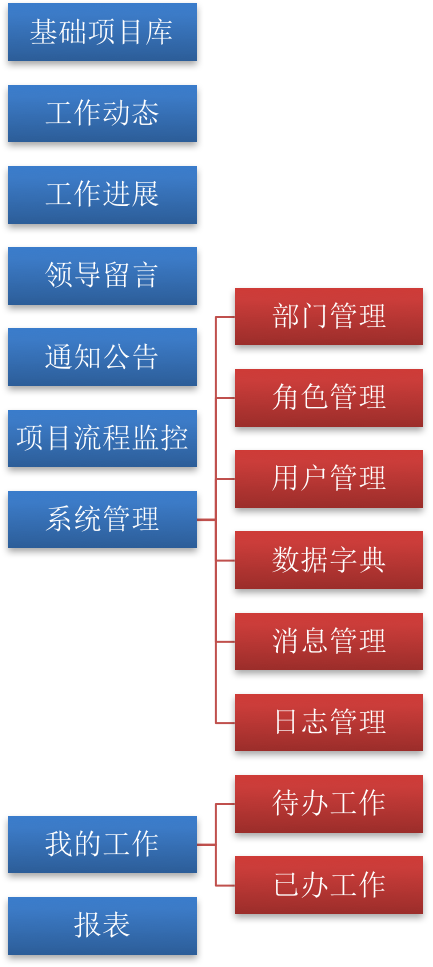 基础项目库
工作动态
工作进展
领导留言
通知公告
项目流程监控
系统管理
部门管理
角色管理
用户管理
数据字典
消息管理
日志管理
我的工作
待办工作
已办工作
报表